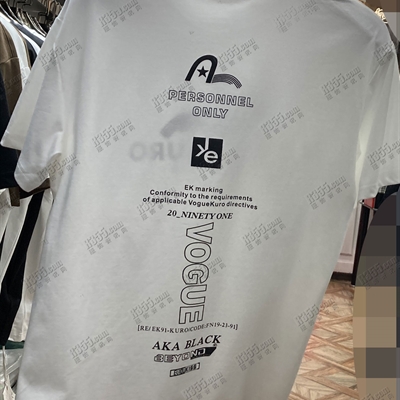 PERSONNEL
ONLY
EK marking
Conformity to the requirements
of applicable VogueKuro directives
20_NINETY ONE
VOGUE
[RE/EK91-KURO/CODE:FN19-23-91]
AKA BLACK
BEYOND